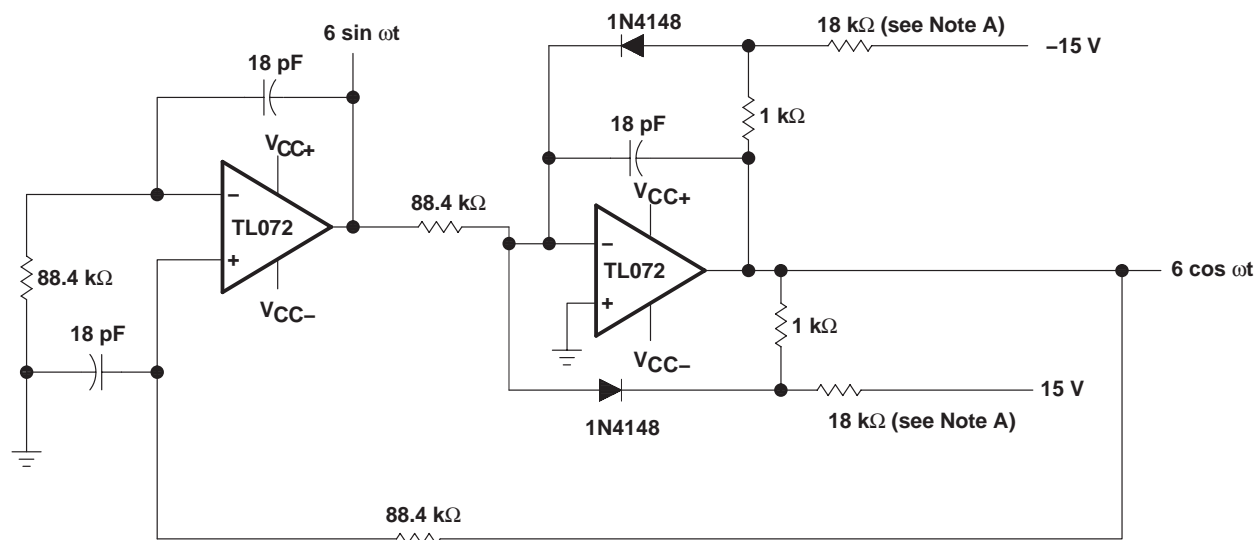 1N4148
18 kΩ (see Note A)
–15 V
6 sin ωt
18 pF
1 kΩ
18 pF
VCC+
–
TL072
+
VCC–
88.4 kΩ
88.4 kΩ
VCC+
–
TL072
+
VCC–
6 cos ωt
1 kΩ
18 pF
1N4148
15 V
18 kΩ (see Note A)
88.4 kΩ